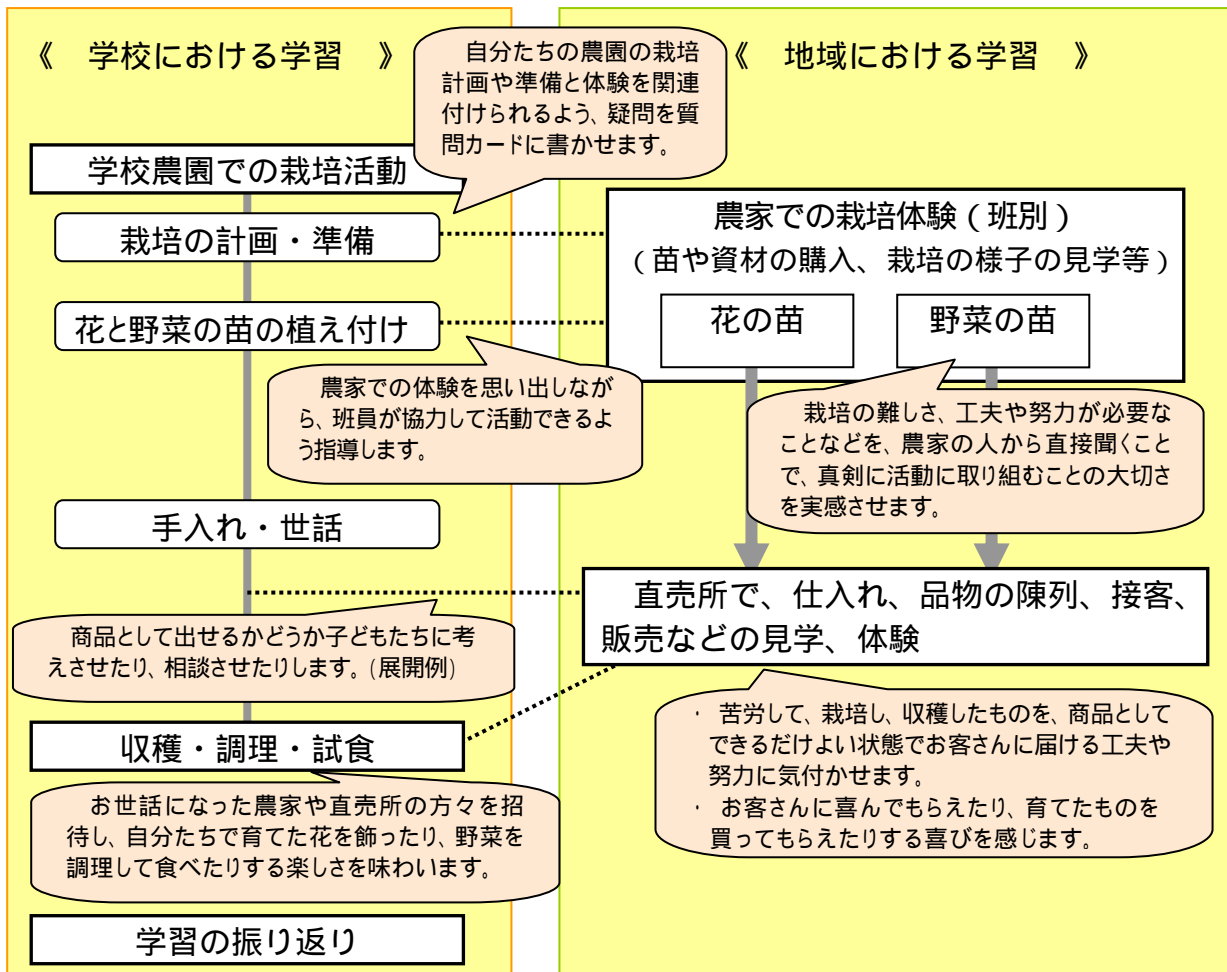 《　学校における学習　》
自分たちの農園の栽培
計画や準備と体験を関連
付けられるよう、疑問を質
問カードに書かせます。
学校農園での栽培活動
栽培の計画・準備
花と野菜の苗の植え付け
農家での体験を思い出しなが
ら、班員が協力して活動できるよ
う指導します。
手入れ・世話
商品として出せるかどうか子どもたちに考
えさせたり、相談させたりします。(展開例)
収穫・調理・試食
お世話になった農家や直売所の方々を招
待し、自分たちで育てた花を飾ったり、野菜を
調理して食べたりする楽しさを味わいます。
学習の振り返り
《　地域における学習　》
農家での栽培体験（班別）
（苗や資材の購入、栽培の様子の見学等）
花の苗
野菜の苗
栽培の難しさ、工夫や努力が必要な
ことなどを、農家の人から直接聞くこと
で、真剣に活動に取り組むことの大切さ
を実感させます。
直売所で、仕入れ、品物の陳列、接客、
販売などの見学、体験
・ 苦労して、栽培し、収穫したものを、商品として
できるだけよい状態でお客さんに届ける工夫や
努力に気付かせます。
・ お客さんに喜んでもらえたり、育てたものを
買ってもらえたりする喜びを感じます。